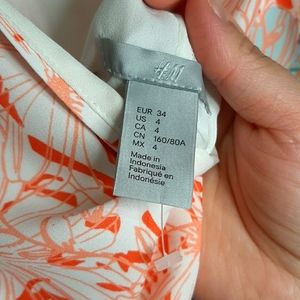 H&M
EUR 34
US 4
CA 4
CN 160/80A
MX 4
Made in
Indonesia
Fabriqué en
Indonésie